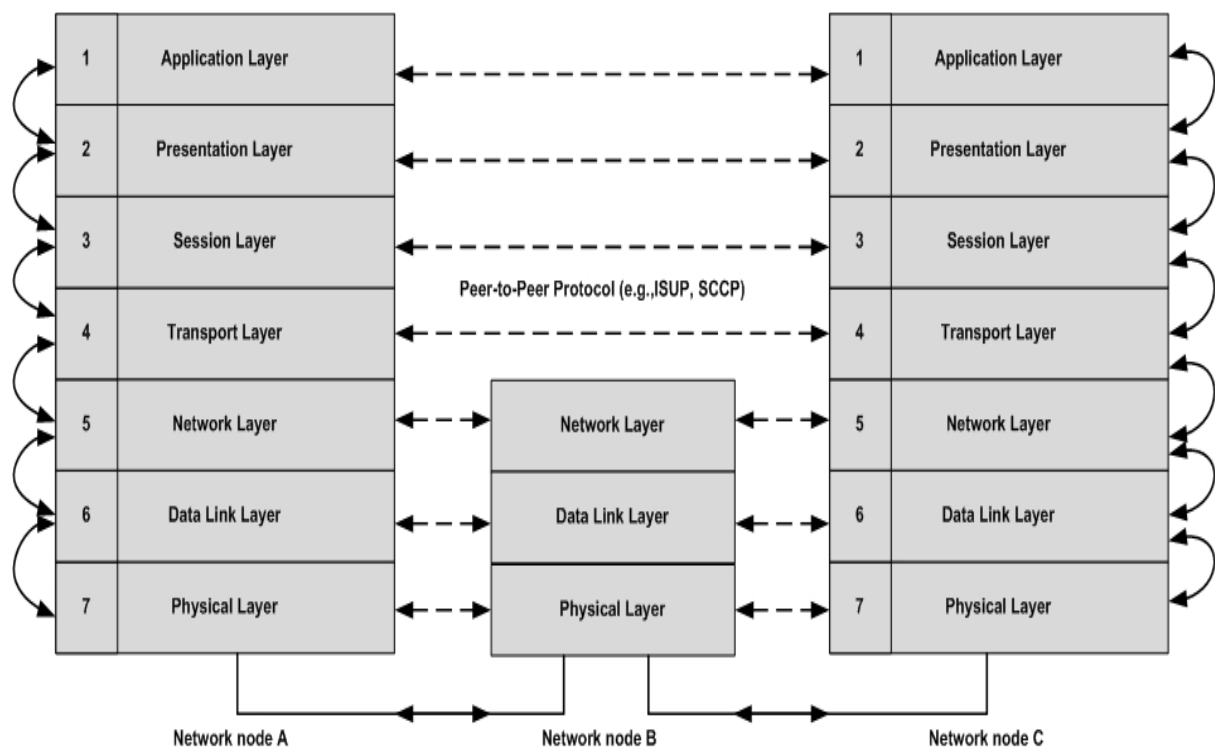 1 Application Layer
2 Presentation Layer
3 Session Layer
4 Transport Layer
5 Network Layer
6 Data Link Layer
7 Physical Layer
Peer-to-Peer Protocol (e.g.,ISUP, SCCP)
Network Layer
Data Link Layer
Physical Layer
1 Application Layer
2 Presentation Layer
3 Session Layer
4 Transport Layer
5 Network Layer
6 Data Link Layer
7 Physical Layer
Network node A
Network node B
Network node C